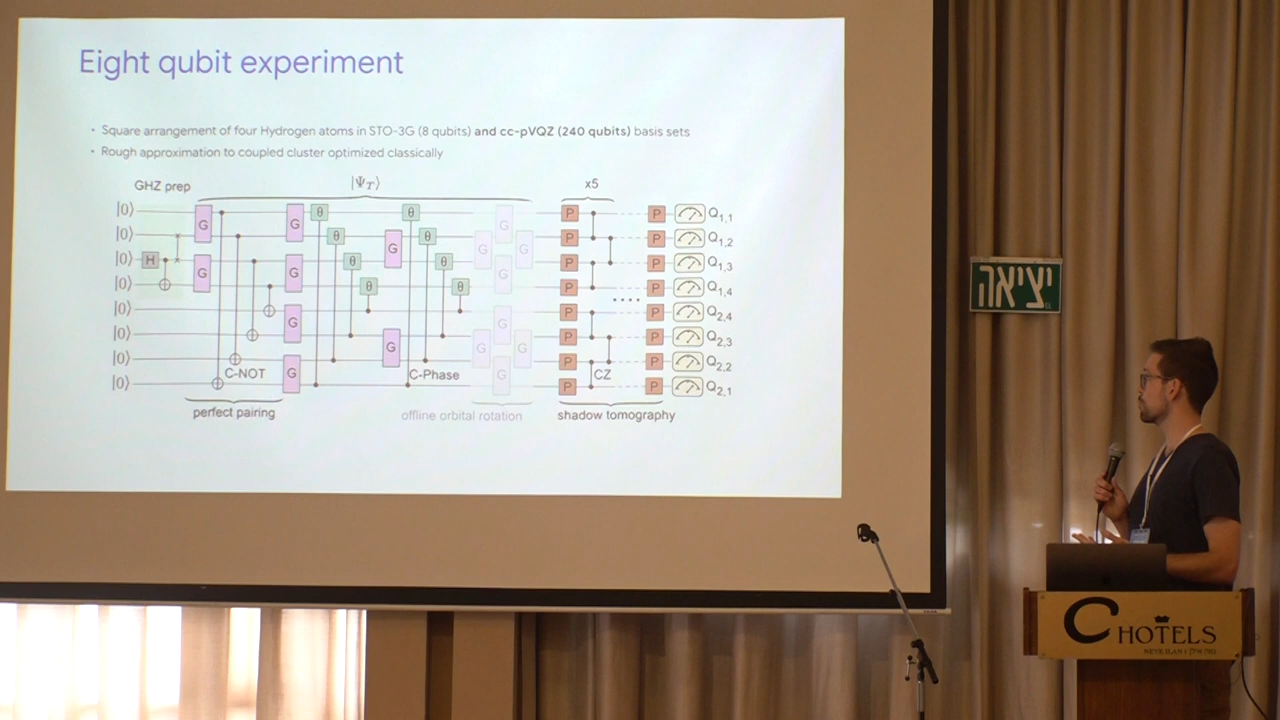 Eight qubit experiment
• Square arrangement of four Hydrogen atoms in STO-3G (8 qubits) and cc-pVQZ (240 qubits) basis sets
• Rough approximation to coupled cluster optimized classically
GHZ prep |Ψ_T⟩ x5
|0⟩ G G θ θ G P P Q1,1
|0⟩ θ θ G G P P Q1,2
|0⟩ H G G θ G θ G P P Q1,3
|0⟩ θ θ P P Q1,4
|0⟩ G G P P Q2,4
|0⟩ G G G P P Q2,3
|0⟩ G G P P Q2,2
|0⟩ C-NOT C-Phase CZ P P Q2,1
perfect pairing offline orbital rotation shadow tomography
יציאה
C HOTELS
NEVE ILAN